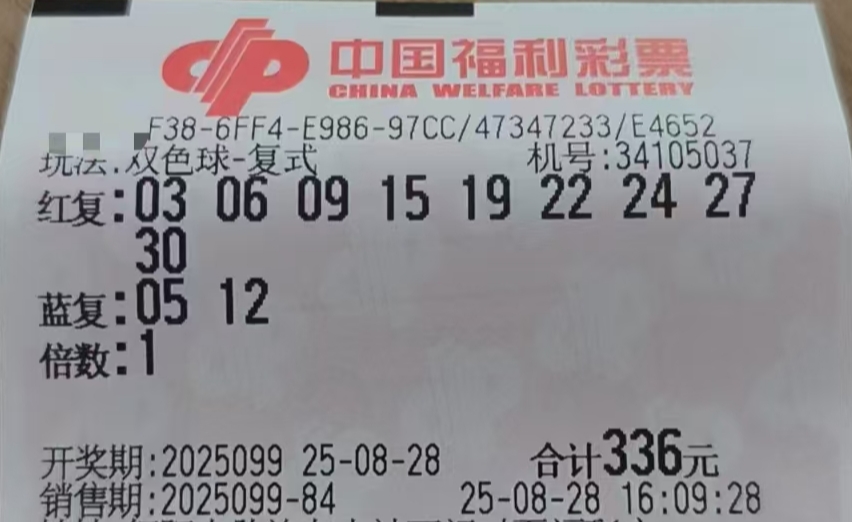 中国福利彩票
CHINA WELFARE LOTTERY
F38-6FF4-E986-97CC/47347233/E4652
玩法:双色球-复式 机号:34105037
红复:03 06 09 15 19 22 24 27
30
蓝复:05 12
倍数:1
开奖期:2025099 25-08-28 合计336元
销售期:2025099-84 25-08-28 16:09:28